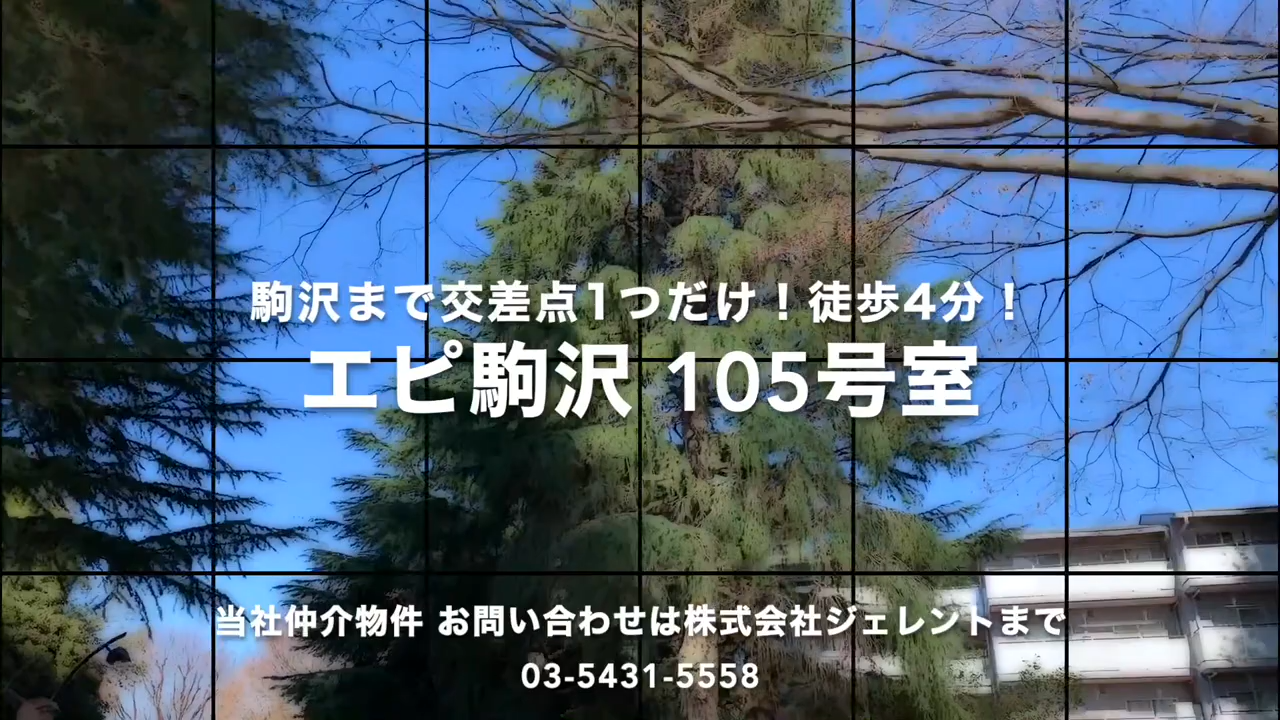 駒沢まで交差点1つだけ！徒歩4分！
エピ駒沢 105号室
当社仲介物件 お問い合わせは株式会社ジェレントまで
03-5431-5558